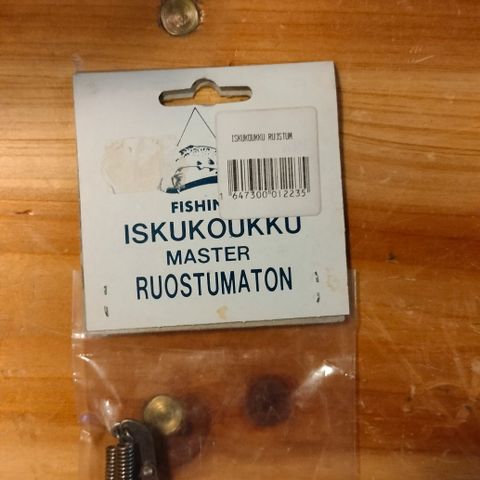 ISKUKOUKKU RUOSTUM
647300 012235
FISHIN
ISKUKOUKKU
MASTER
RUOSTUMATON